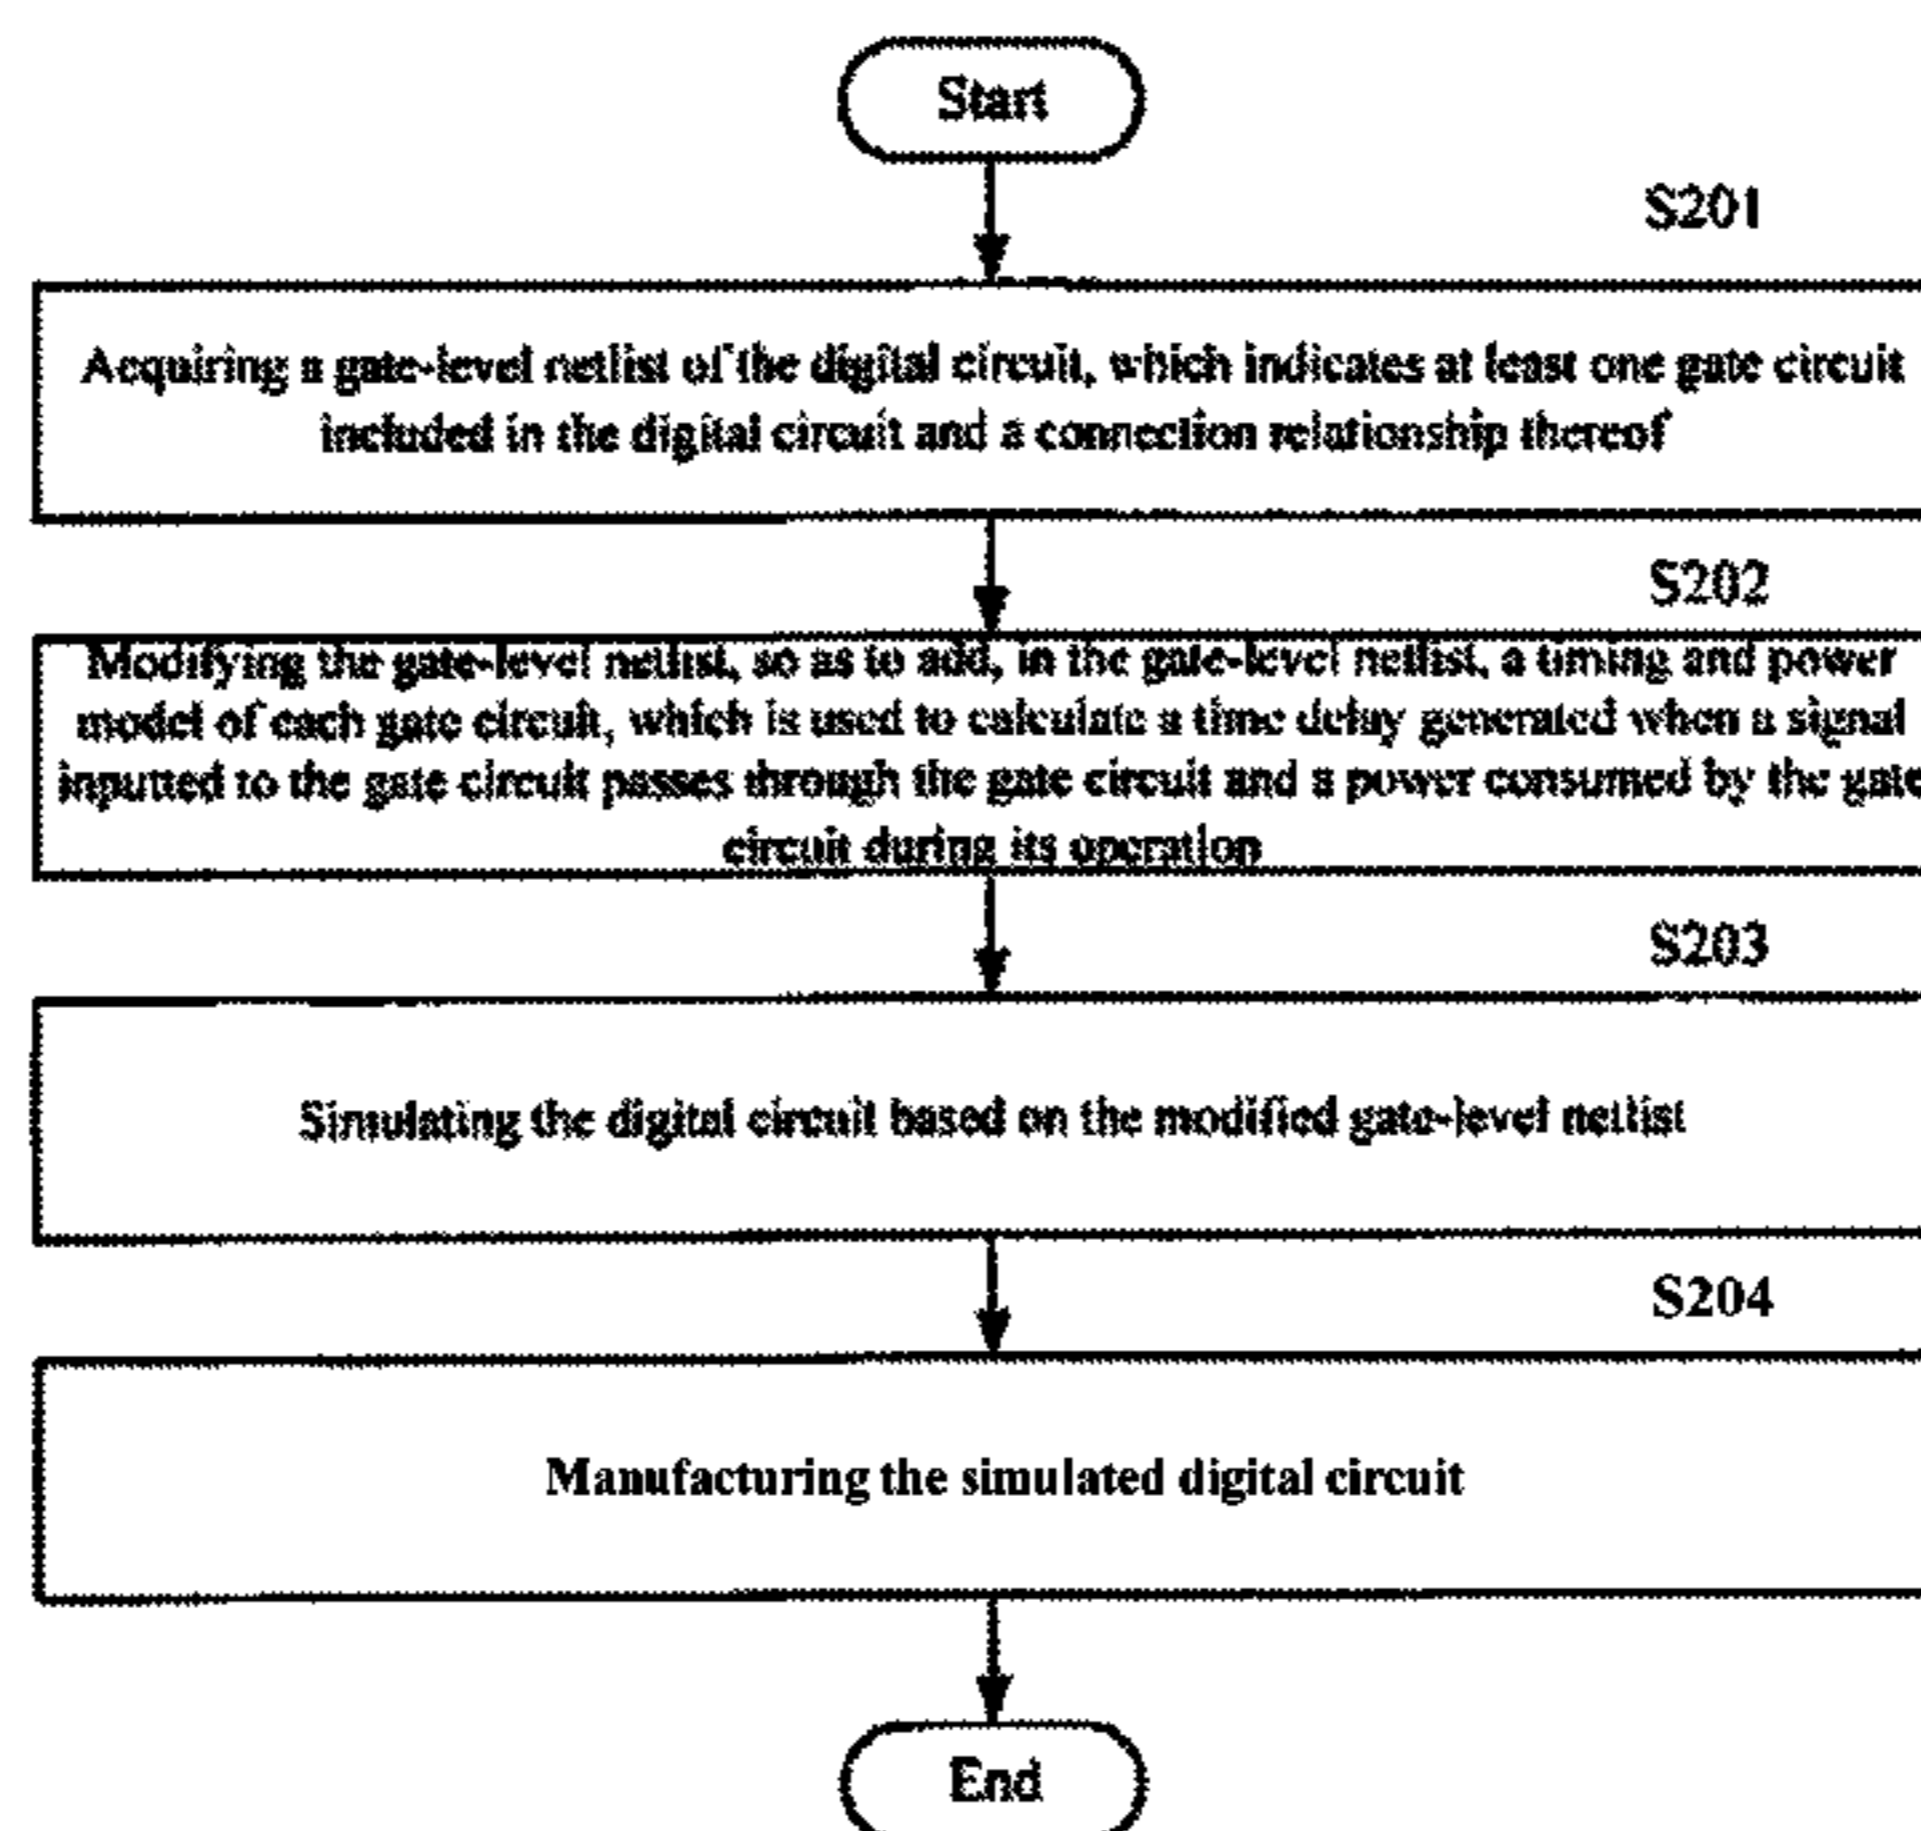 Start
S201
Acquiring a gate-level netlist of the digital circuit, which indicates at least one gate circuit
included in the digital circuit and a connection relationship thereof
S202
Modifying the gate-level netlist, so as to add, in the gate-level netlist, a timing and power
model of each gate circuit, which is used to calculate a time delay generated when a signal
inputted to the gate circuit passes through the gate circuit and a power consumed by the gate
circuit during its operation
S203
Simulating the digital circuit based on the modified gate-level netlist
S204
Manufacturing the simulated digital circuit
End